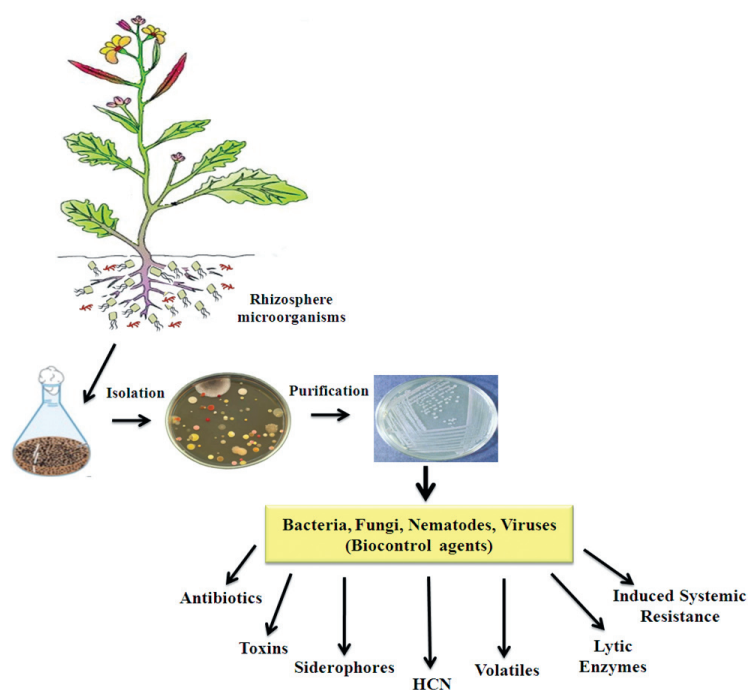 Rhizosphere
microorganisms
Isolation
Purification
Bacteria, Fungi, Nematodes, Viruses
(Biocontrol agents)
Antibiotics
Toxins
Siderophores
HCN
Volatiles
Lytic
Enzymes
Induced Systemic
Resistance